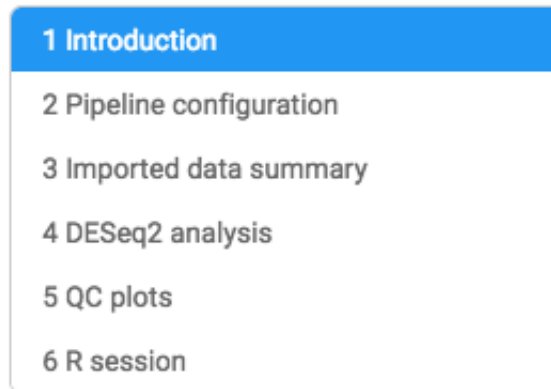 1 Introduction
2 Pipeline configuration
3 Imported data summary
4 DESeq2 analysis
5 QC plots
6 R session